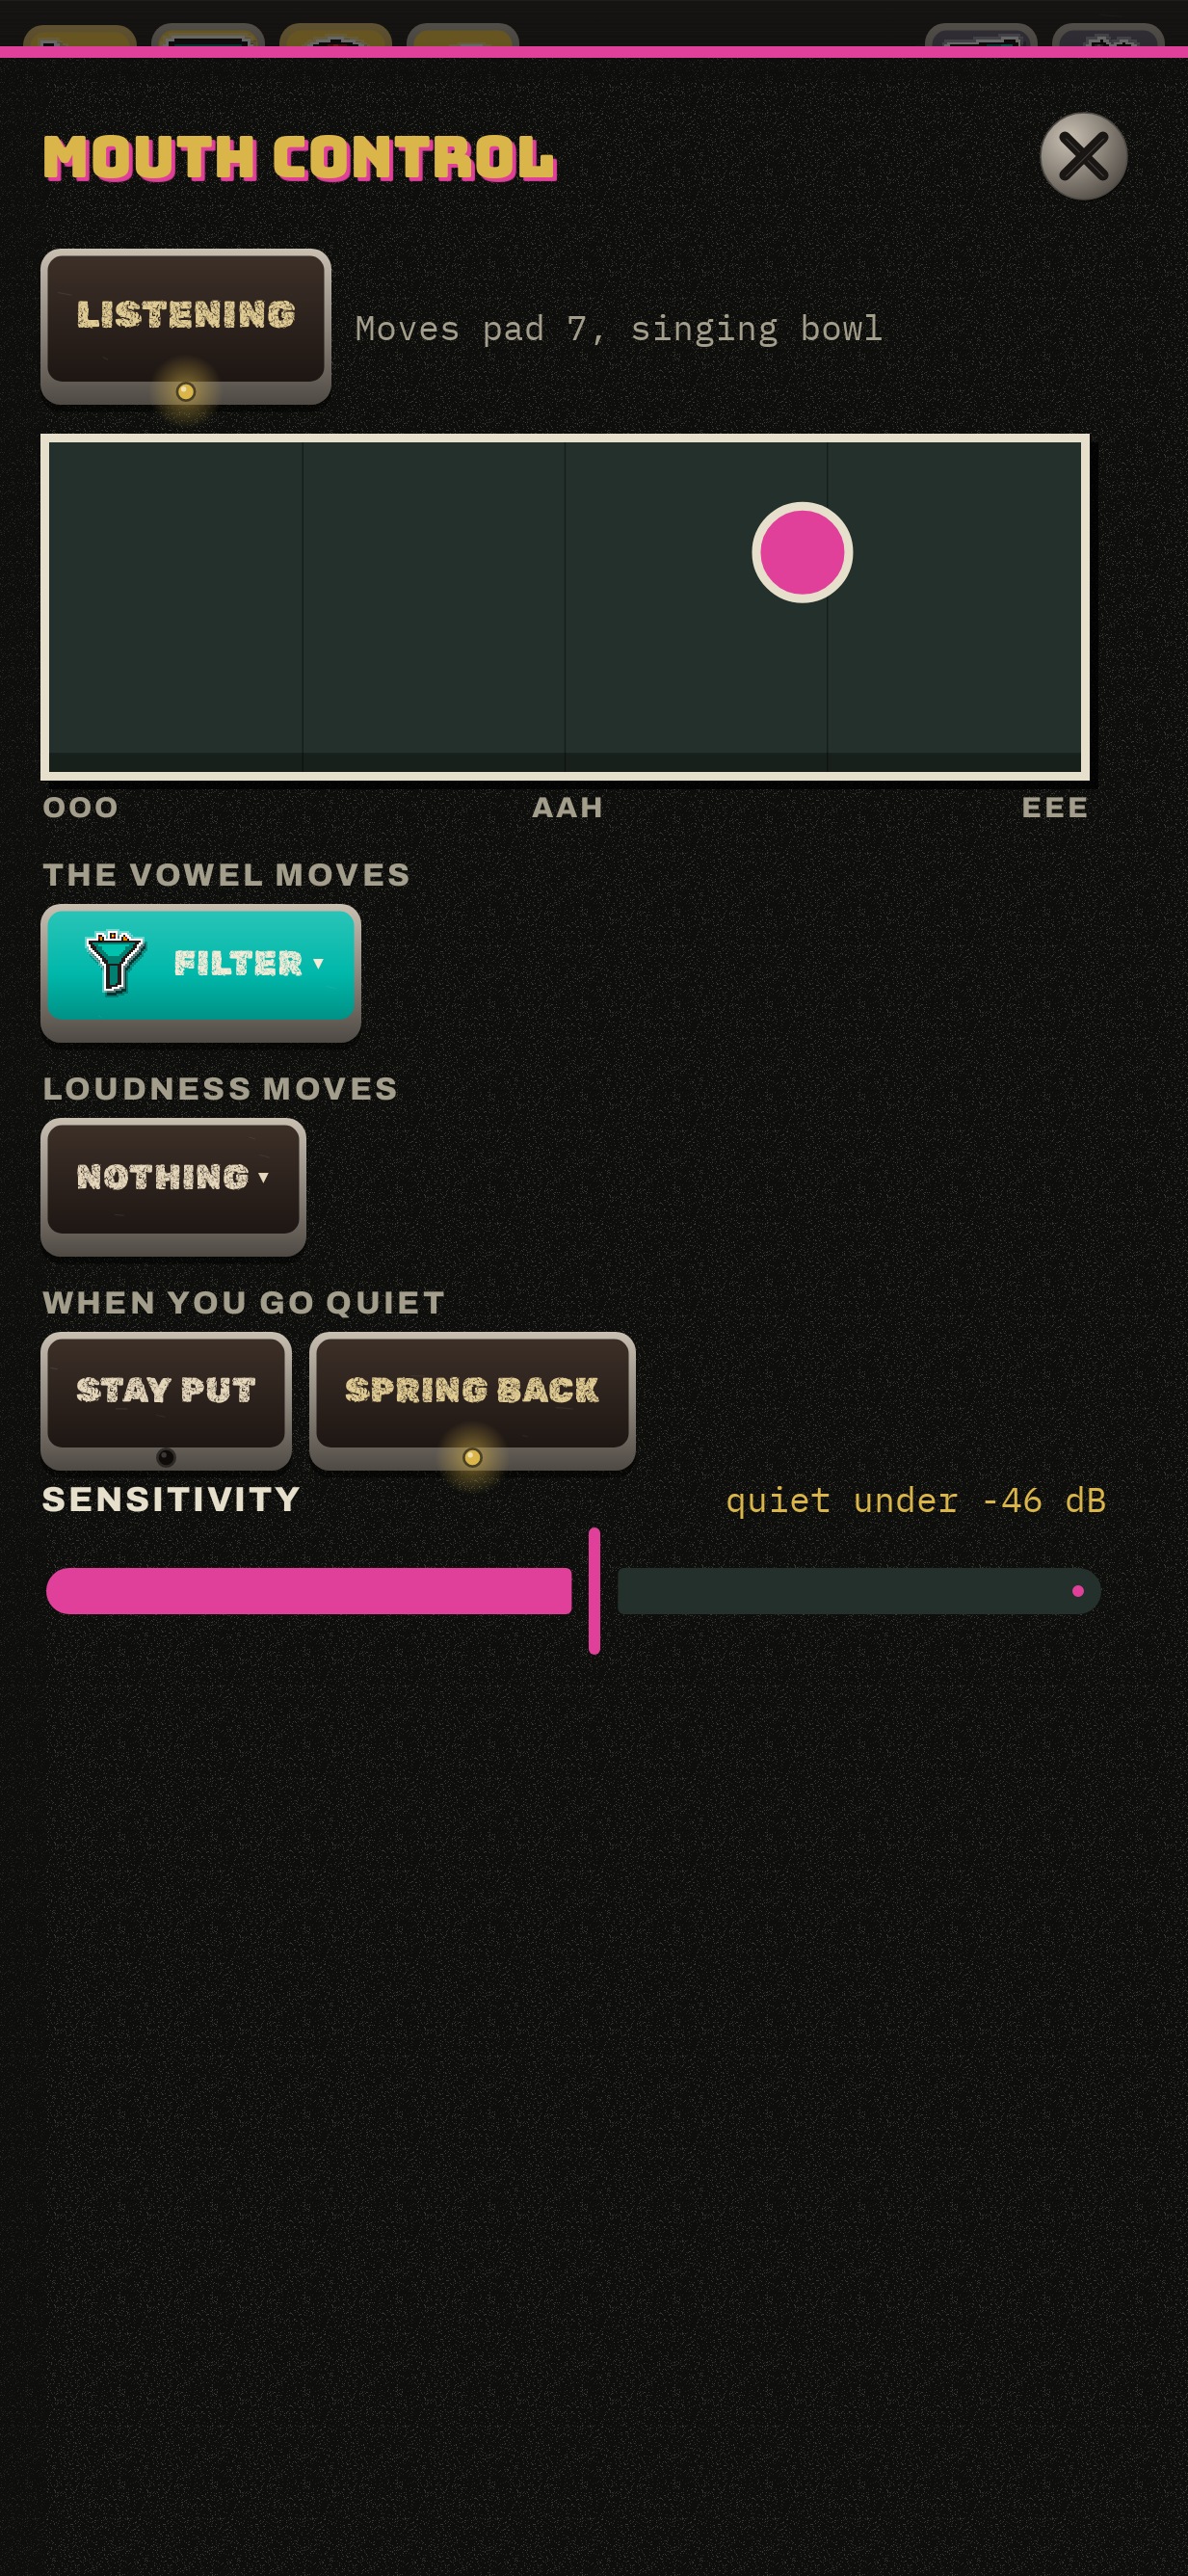 MOUTH CONTROL
LISTENING
Moves pad 7, singing bowl
OOO AAH EEE
THE VOWEL MOVES
FILTER ▾
LOUDNESS MOVES
NOTHING ▾
WHEN YOU GO QUIET
STAY PUT SPRING BACK
SENSITIVITY quiet under -46 dB